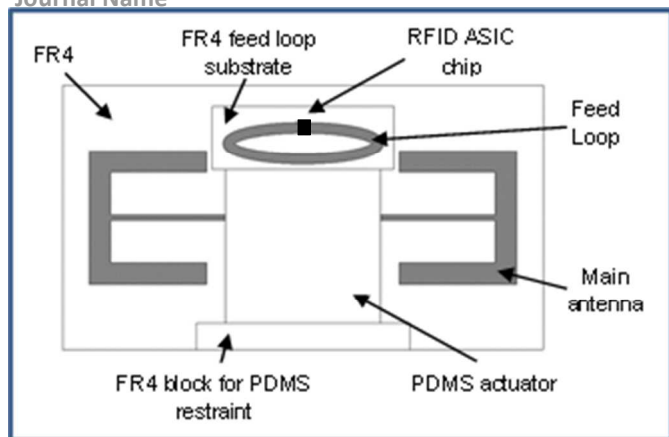 Journal Name
FR4
FR4 feed loop
substrate
RFID ASIC
chip
Feed
Loop
Main
antenna
FR4 block for PDMS
restraint
PDMS actuator